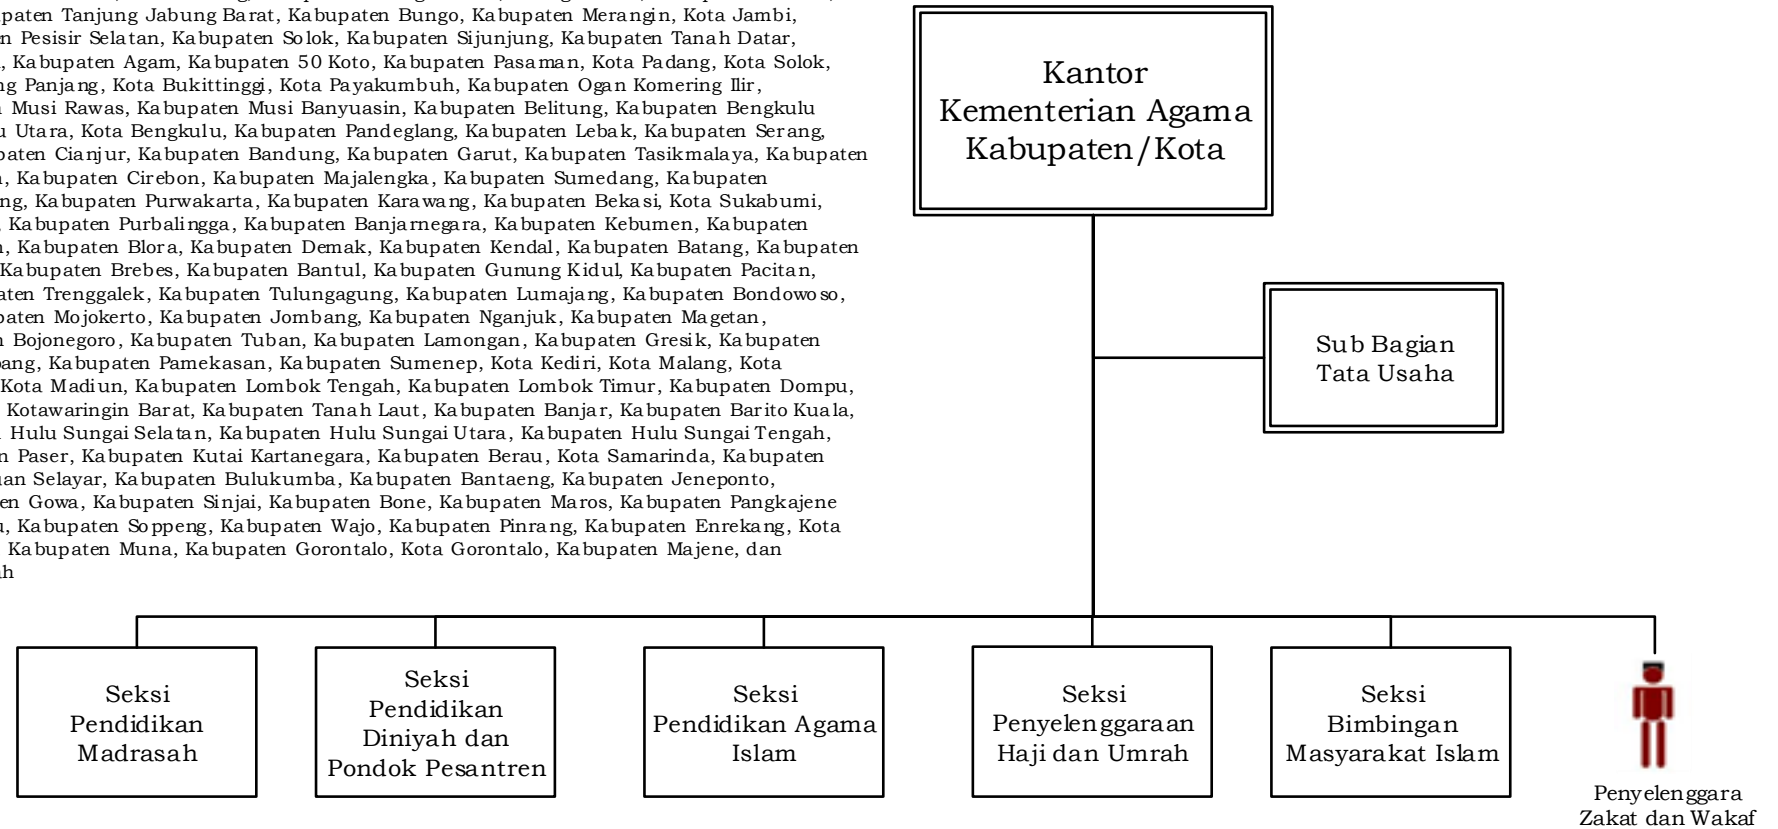 paten Tanjung Jabung Barat, Kabupaten Bungo, Kabupaten Merangin, Kota Jambi,
n Pesisir Selatan, Kabupaten Solok, Kabupaten Sijunjung, Kabupaten Tanah Datar,
, Kabupaten Agam, Kabupaten 50 Koto, Kabupaten Pasaman, Kota Padang, Kota Solok,
ng Panjang, Kota Bukittinggi, Kota Payakumbuh, Kabupaten Ogan Komering Ilir,
Musi Rawas, Kabupaten Musi Banyuasin, Kabupaten Belitung, Kabupaten Bengkulu
u Utara, Kota Bengkulu, Kabupaten Pandeglang, Kabupaten Lebak, Kabupaten Serang,
paten Cianjur, Kabupaten Bandung, Kabupaten Garut, Kabupaten Tasikmalaya, Kabupaten
, Kabupaten Cirebon, Kabupaten Majalengka, Kabupaten Sumedang, Kabupaten
ng, Kabupaten Purwakarta, Kabupaten Karawang, Kabupaten Bekasi, Kota Sukabumi,
, Kabupaten Purbalingga, Kabupaten Banjarnegara, Kabupaten Kebumen, Kabupaten
n, Kabupaten Blora, Kabupaten Demak, Kabupaten Kendal, Kabupaten Batang, Kabupaten
Kabupaten Brebes, Kabupaten Bantul, Kabupaten Gunung Kidul, Kabupaten Pacitan,
aten Trenggalek, Kabupaten Tulungagung, Kabupaten Lumajang, Kabupaten Bondowoso,
paten Mojokerto, Kabupaten Jombang, Kabupaten Nganjuk, Kabupaten Magetan,
n Bojonegoro, Kabupaten Tuban, Kabupaten Lamongan, Kabupaten Gresik, Kabupaten
pang, Kabupaten Pamekasan, Kabupaten Sumenep, Kota Kediri, Kota Malang, Kota
Kota Madiun, Kabupaten Lombok Tengah, Kabupaten Lombok Timur, Kabupaten Dompu,
Kotawaringin Barat, Kabupaten Tanah Laut, Kabupaten Banjar, Kabupaten Barito Kuala,
Hulu Sungai Selatan, Kabupaten Hulu Sungai Utara, Kabupaten Hulu Sungai Tengah,
n Paser, Kabupaten Kutai Kartanegara, Kabupaten Berau, Kota Samarinda, Kabupaten
uan Selayar, Kabupaten Bulukumba, Kabupaten Bantaeng, Kabupaten Jeneponto,
en Gowa, Kabupaten Sinjai, Kabupaten Bone, Kabupaten Maros, Kabupaten Pangkajene
u, Kabupaten Soppeng, Kabupaten Wajo, Kabupaten Pinrang, Kabupaten Enrekang, Kota
Kabupaten Muna, Kabupaten Gorontalo, Kota Gorontalo, Kabupaten Majene, dan
ah
Kantor
Kementerian Agama
Kabupaten/Kota
Sub Bagian
Tata Usaha
Seksi
Pendidikan
Madrasah
Seksi
Pendidikan
Diniyah dan
Pondok Pesantren
Seksi
Pendidikan Agama
Islam
Seksi
Penyelenggaraan
Haji dan Umrah
Seksi
Bimbingan
Masyarakat Islam
Penyelenggara
Zakat dan Wakaf